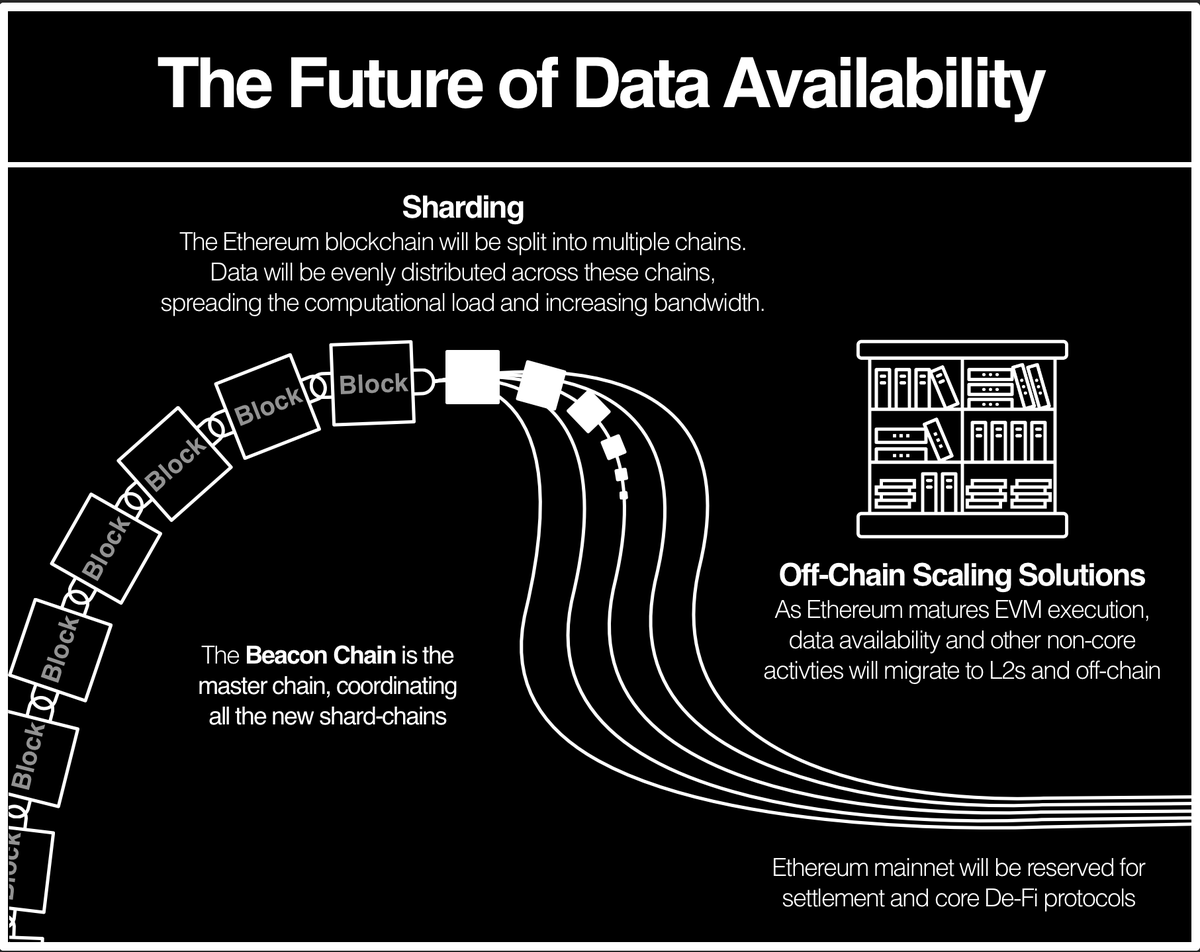 The Future of Data Availability
Sharding
The Ethereum blockchain will be split into multiple chains.
Data will be evenly distributed across these chains,
spreading the computational load and increasing bandwidth.
Block
Block
Block
Block
Block
Block
Block
Off-Chain Scaling Solutions
As Ethereum matures EVM execution,
data availability and other non-core
activties will migrate to L2s and off-chain
The Beacon Chain is the
master chain, coordinating
all the new shard-chains
Ethereum mainnet will be reserved for
settlement and core De-Fi protocols